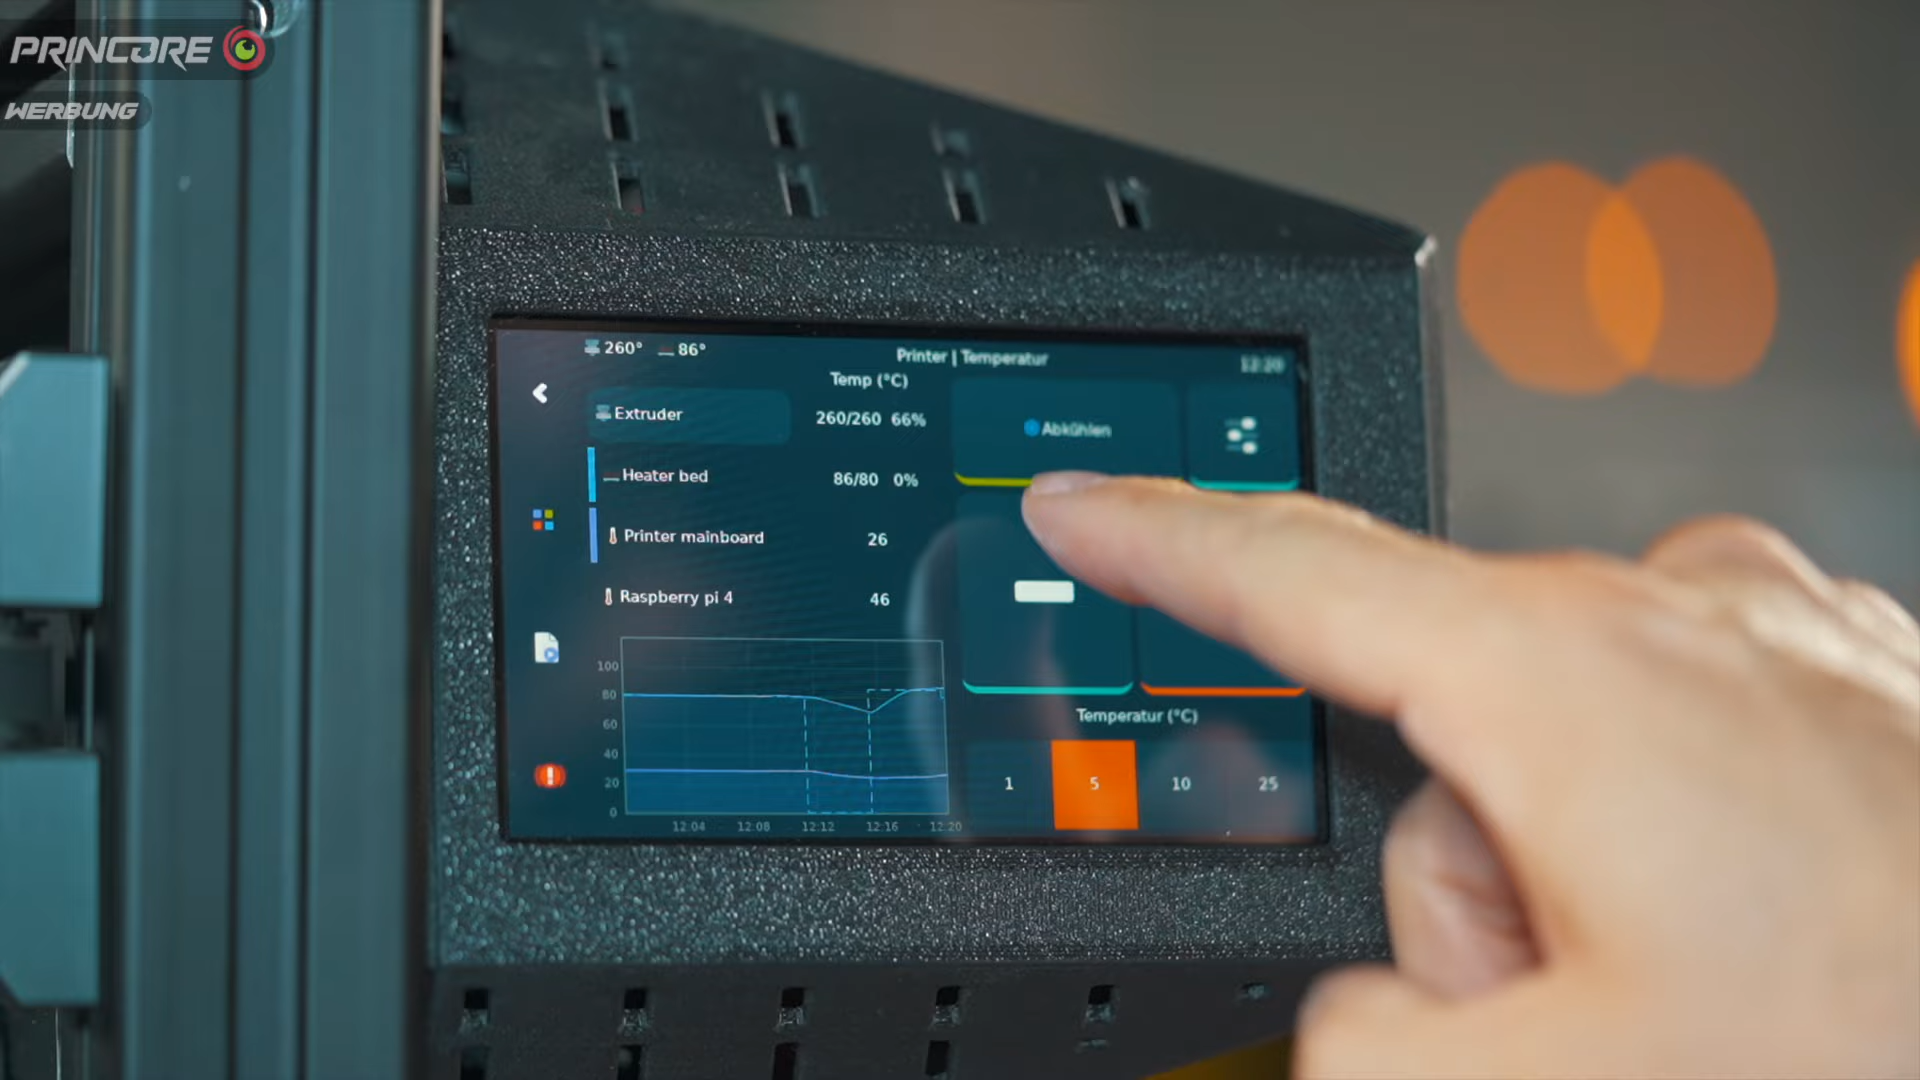 PRINCORE
WERBUNG
260° 86° Printer | Temperatur 12:20
Temp (°C)
Extruder 260/260 66% Abkühlen
Heater bed 86/80 0%
Printer mainboard 26
Raspberry pi 4 46
100
80
60
40
20
0
12:04 12:08 12:12 12:16 12:20
Temperatur (°C)
1 5 10 25